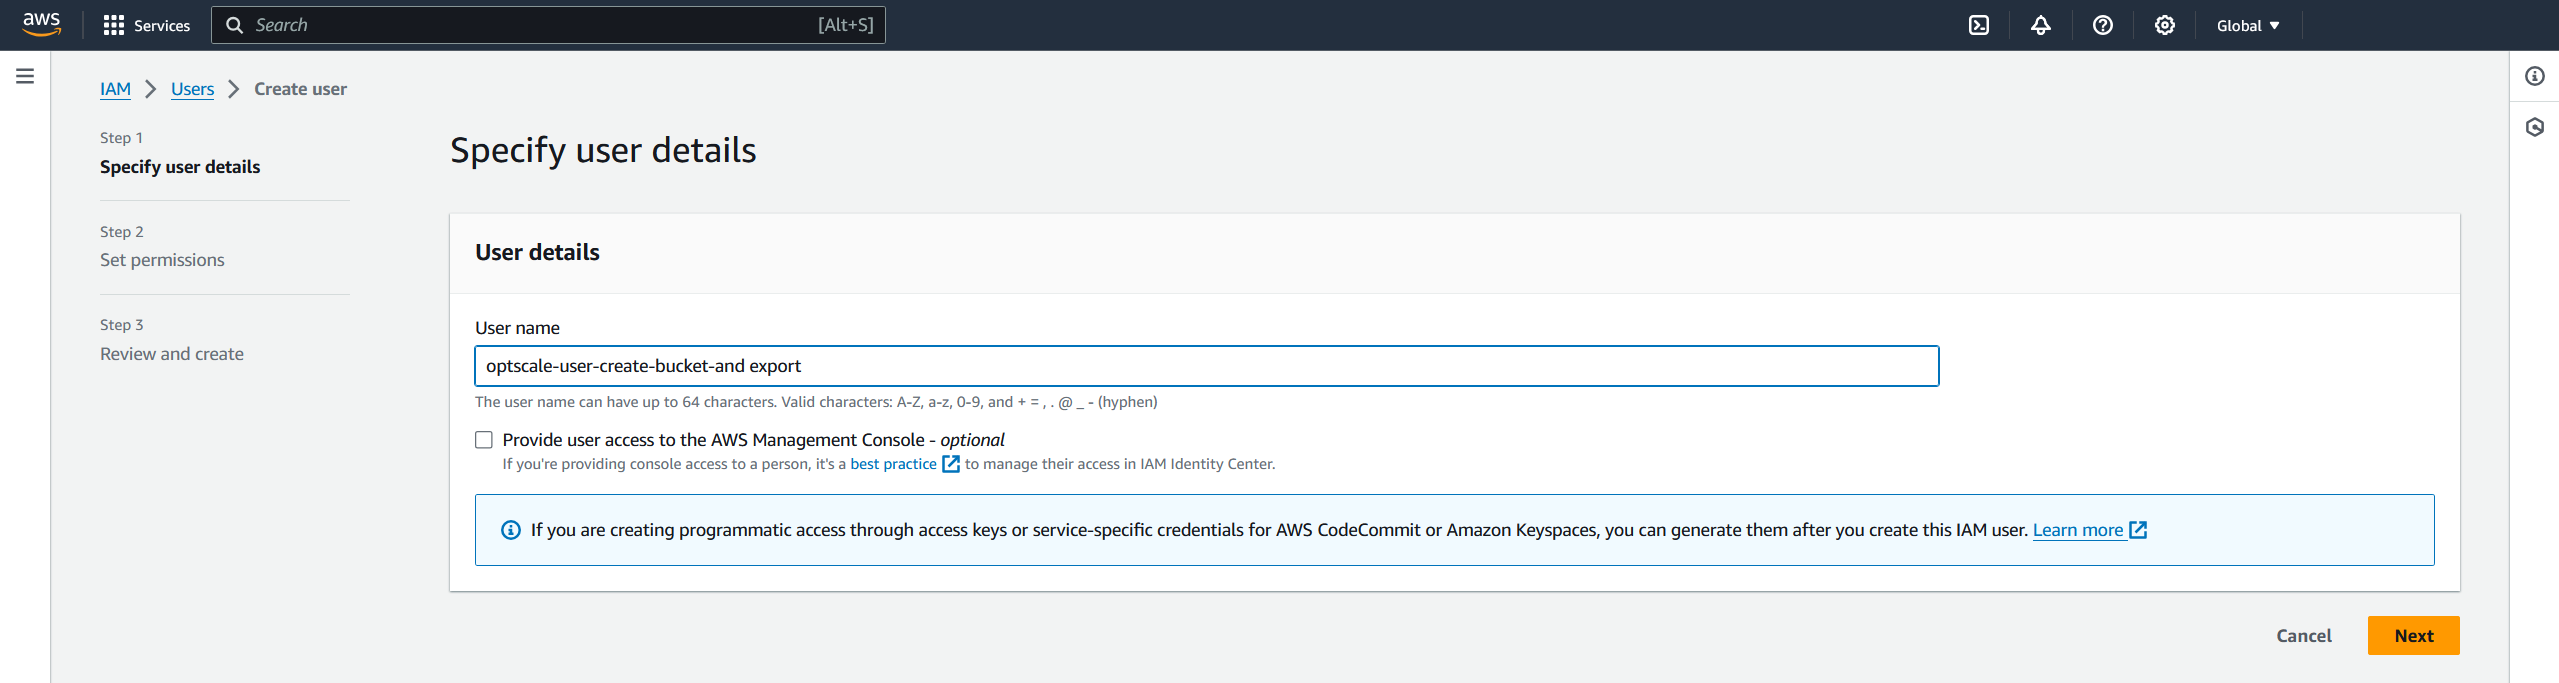 aws Services Search [Alt+S] Global
IAM Users Create user
Step 1
Specify user details
Step 2
Set permissions
Step 3
Review and create
Specify user details
User details
User name
optscale-user-create-bucket-and export
The user name can have up to 64 characters. Valid characters: A-Z, a-z, 0-9, and + = , . @ _ - (hyphen)
Provide user access to the AWS Management Console - optional
If you're providing console access to a person, it's a best practice to manage their access in IAM Identity Center.
If you are creating programmatic access through access keys or service-specific credentials for AWS CodeCommit or Amazon Keyspaces, you can generate them after you create this IAM user. Learn more
Cancel Next